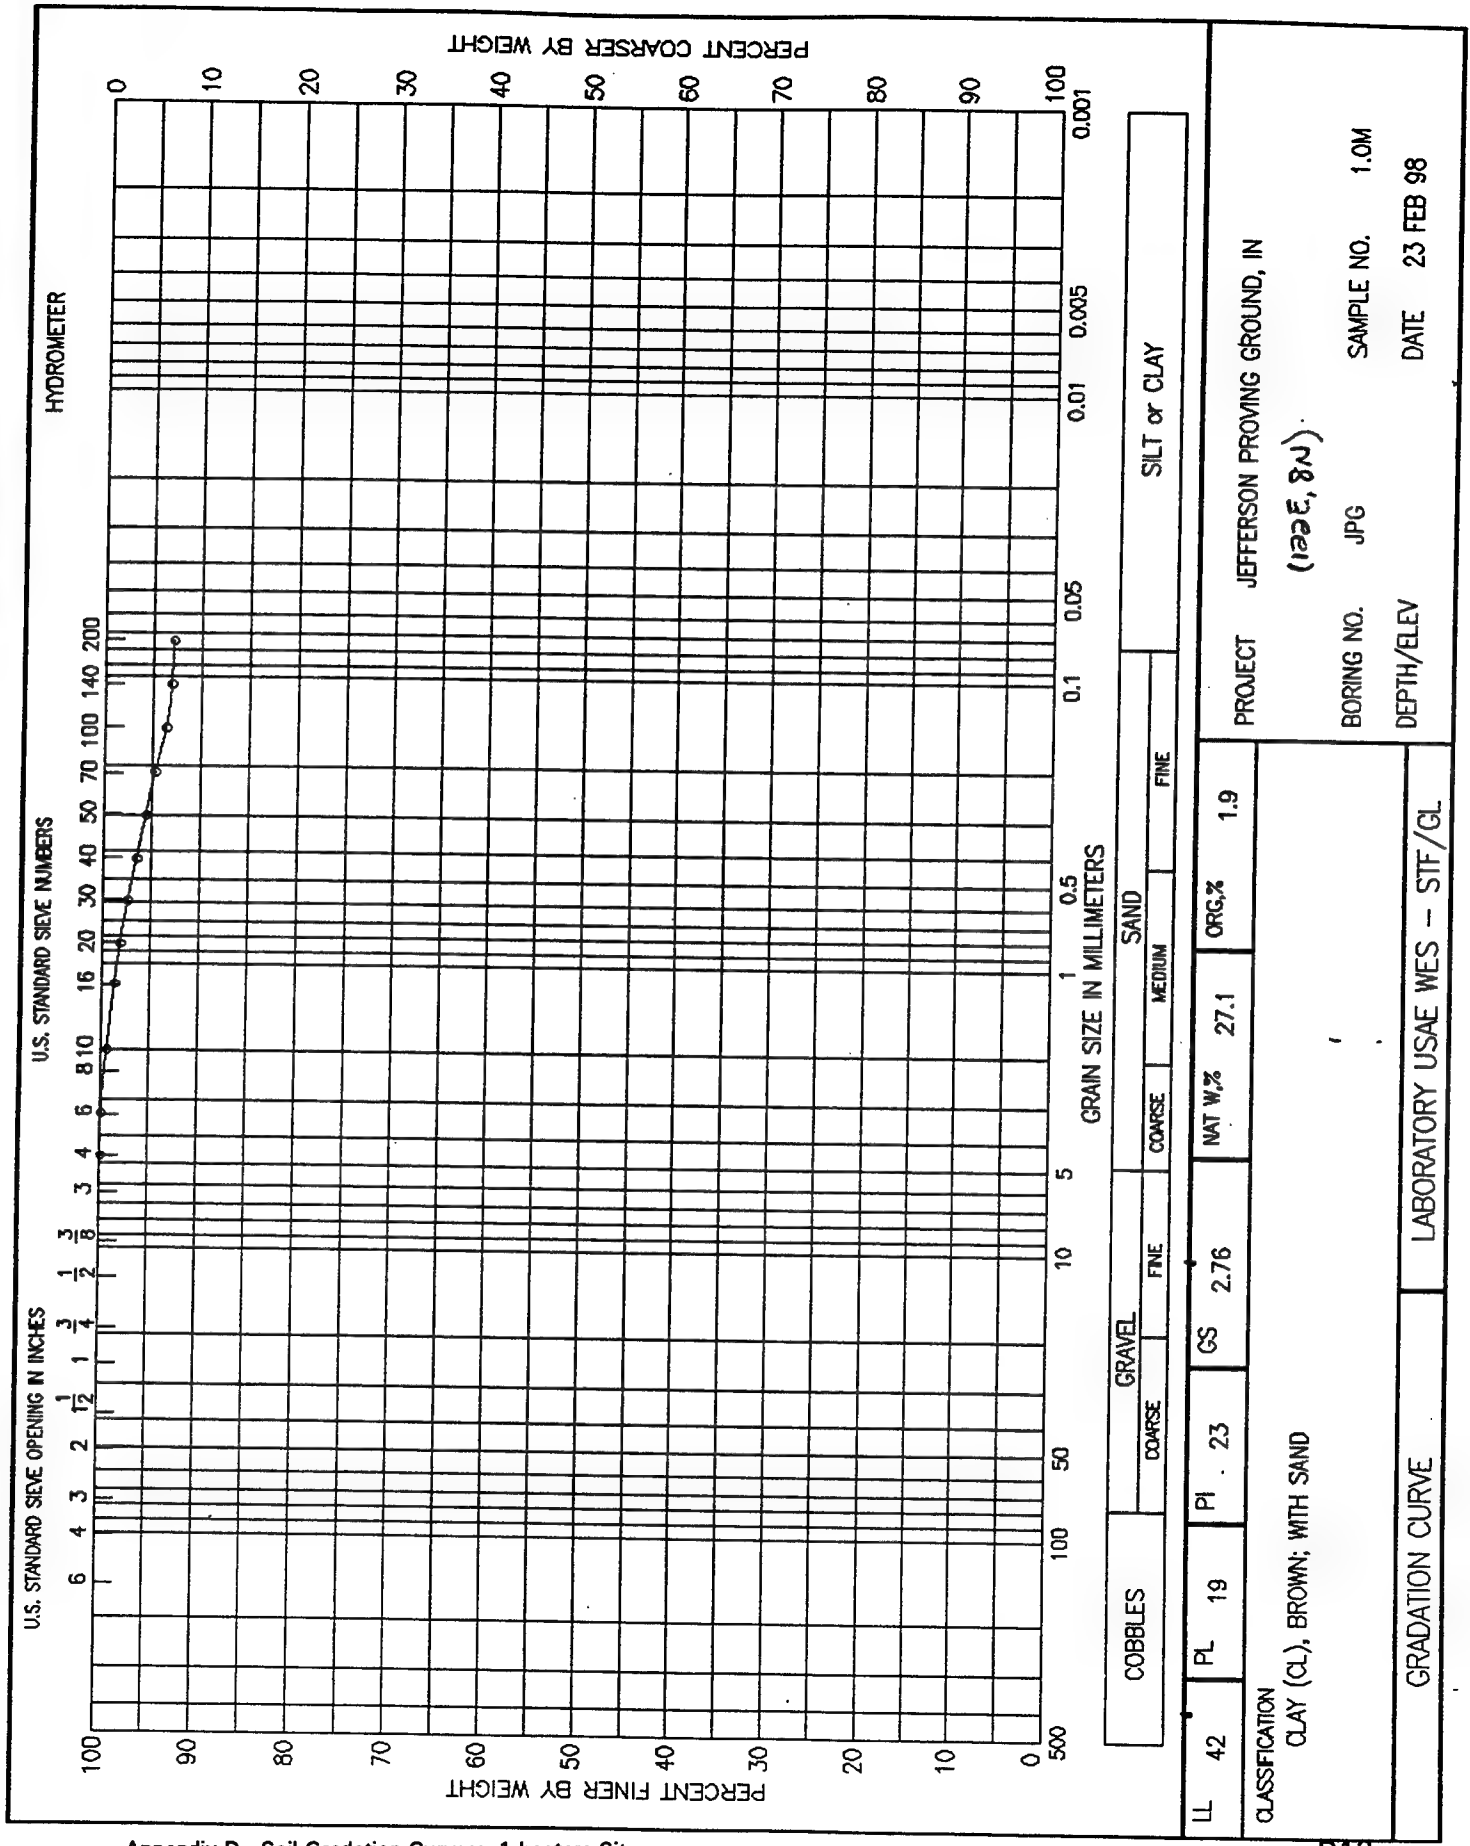 U.S. STANDARD SIEVE OPENING IN INCHES U.S. STANDARD SIEVE NUMBERS HYDROMETER
6 4 3 2 1 1/2 1 3/4 1/2 3/8 3 4 6 8 10 16 20 30 40 50 70 100 140 200
PERCENT FINER BY WEIGHT
100
90
80
70
60
50
40
30
20
10
0
PERCENT COARSER BY WEIGHT
0
10
20
30
40
50
60
70
80
90
100
500 100 50 10 5 1 0.5 0.1 0.05 0.01 0.005 0.001
GRAIN SIZE IN MILLIMETERS
COBBLES GRAVEL SAND SILT or CLAY
COARSE FINE COARSE MEDIUM FINE
LL 42 PL 19 PI 23 GS 2.76 NAT W,% 27.1 ORG,% 1.9
CLASSIFICATION
CLAY (CL), BROWN; WITH SAND
PROJECT JEFFERSON PROVING GROUND, IN
(122E, 8N)
BORING NO. JPG SAMPLE NO. 1.0M
DEPTH/ELEV DATE 23 FEB 98
GRADATION CURVE LABORATORY USAE WES - STF/GL